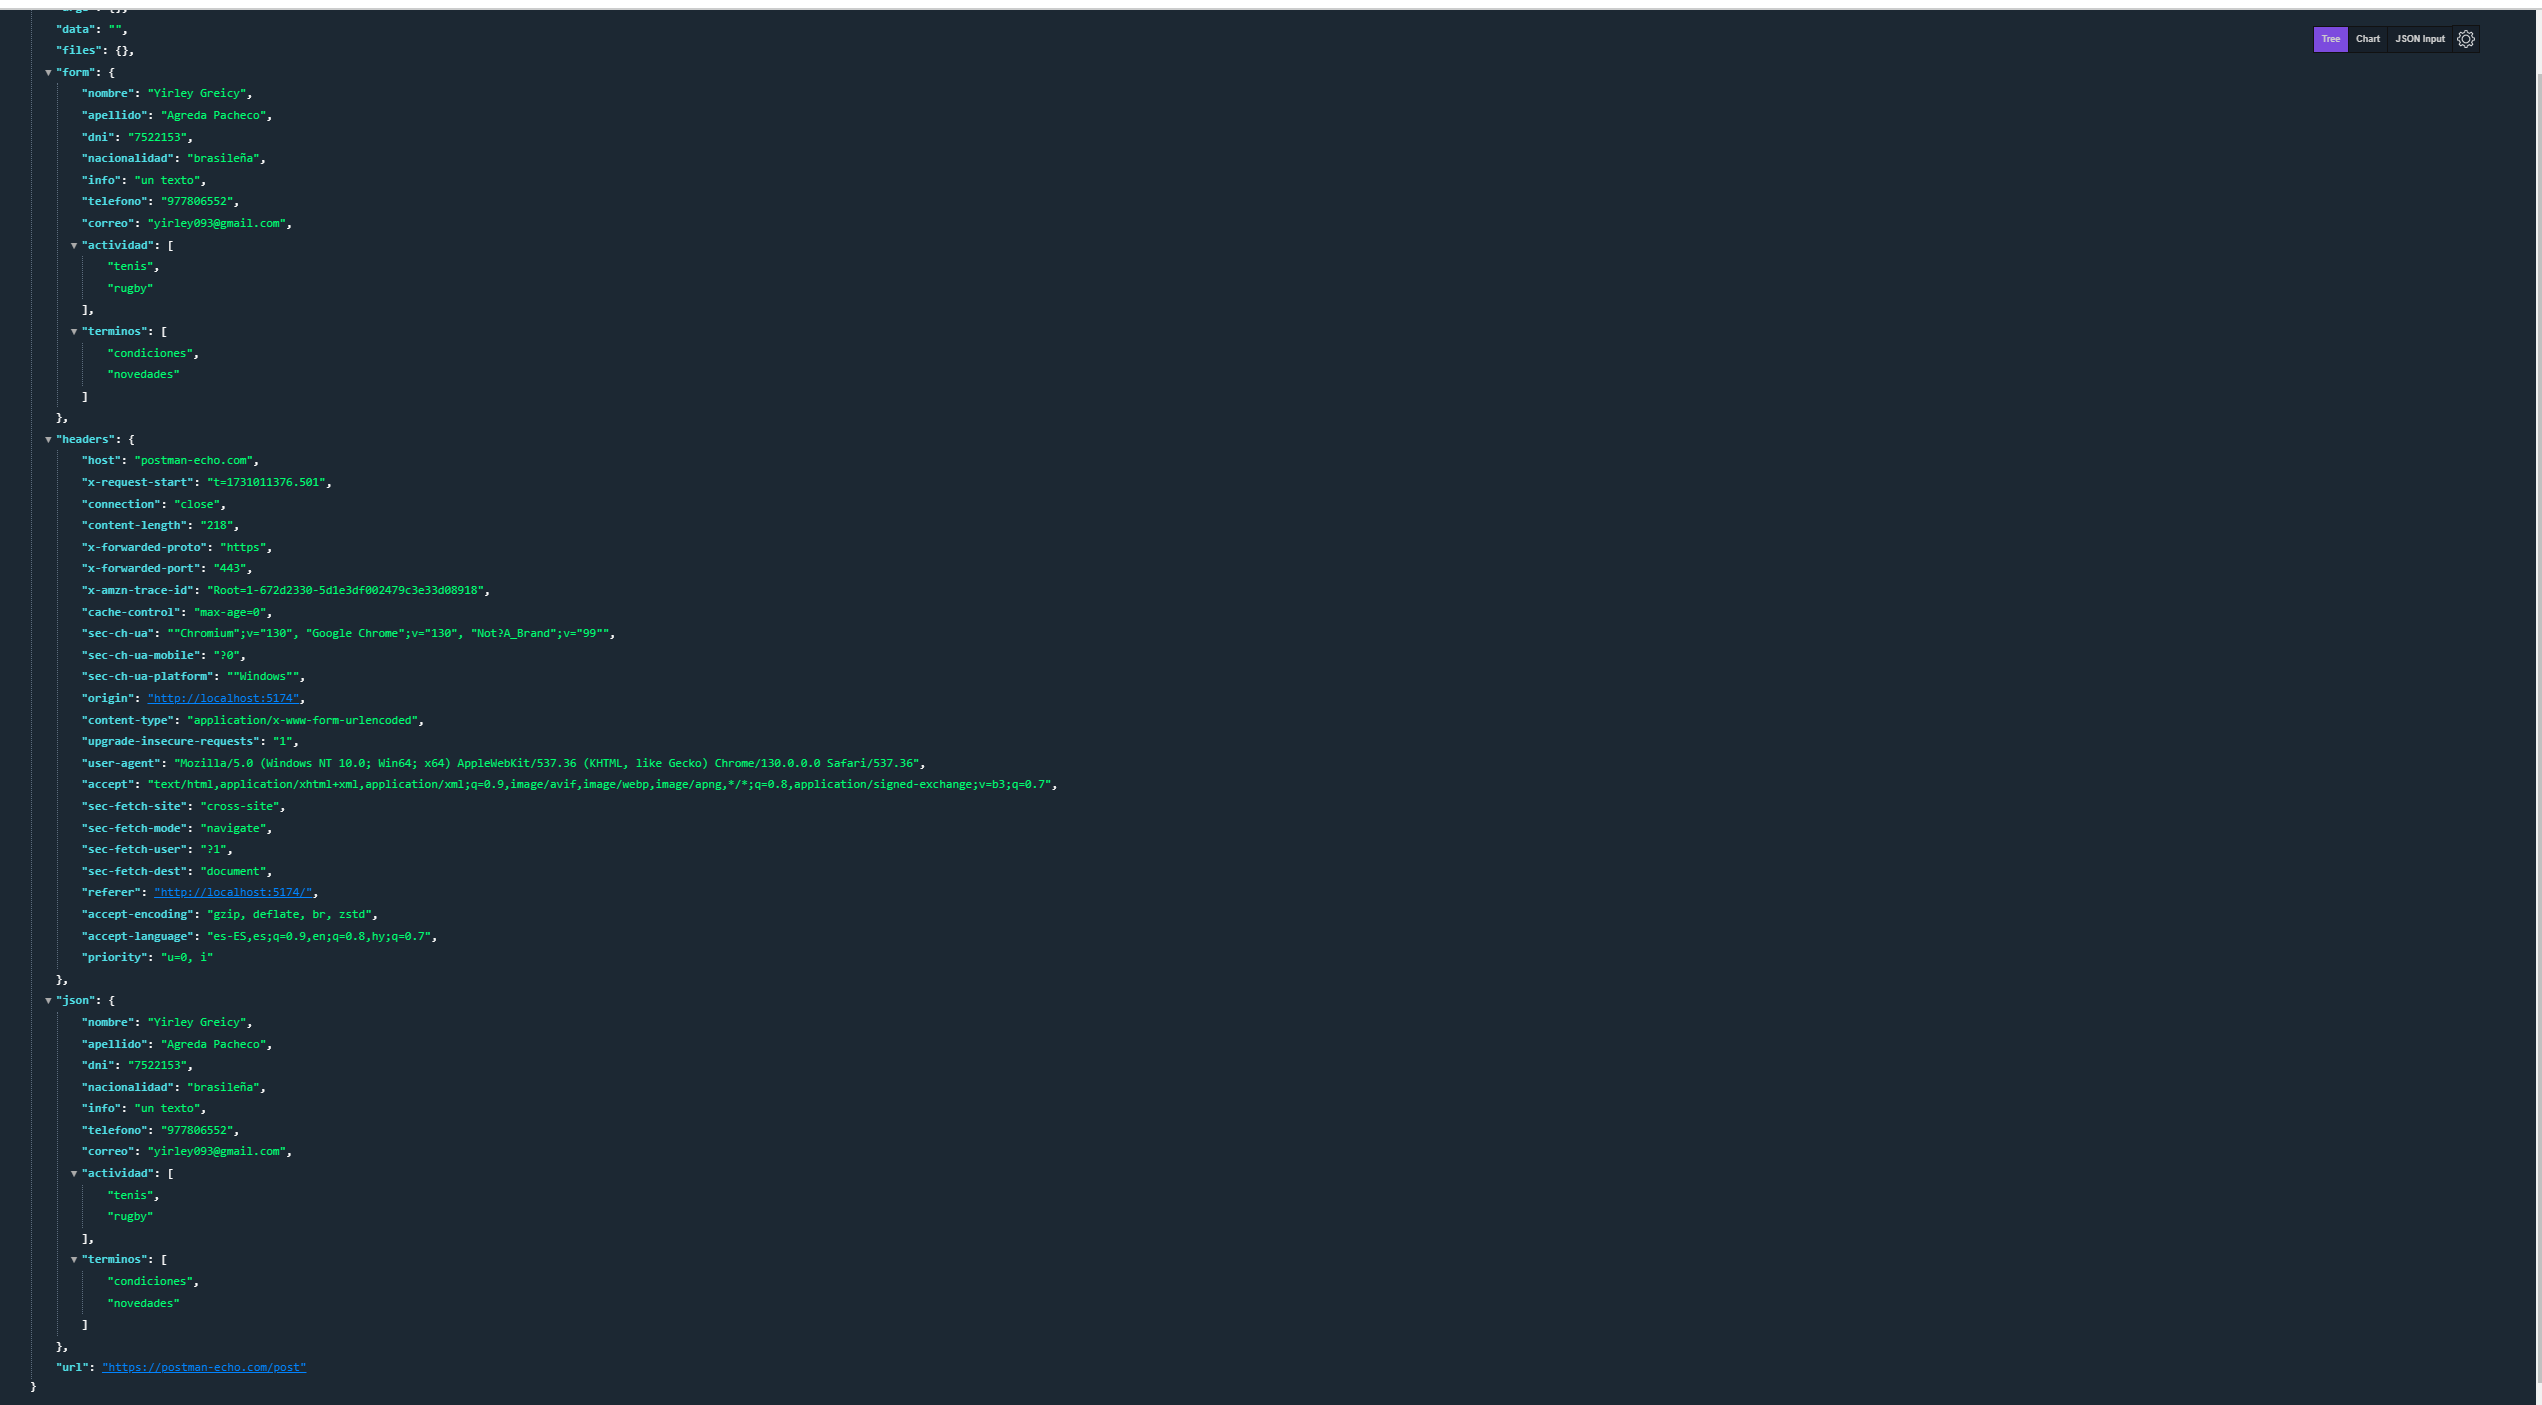 "data": "",
"files": {},
"form": {
"nombre": "Yirley Greicy",
"apellido": "Agreda Pacheco",
"dni": "7522153",
"nacionalidad": "brasileña",
"info": "un texto",
"telefono": "977806552",
"correo": "yirley093@gmail.com",
"actividad": [
"tenis",
"rugby"
],
"terminos": [
"condiciones",
"novedades"
]
},
"headers": {
"host": "postman-echo.com",
"x-request-start": "t=1731011376.501",
"connection": "close",
"content-length": "218",
"x-forwarded-proto": "https",
"x-forwarded-port": "443",
"x-amzn-trace-id": "Root=1-672d2330-5d1e3df002479c3e33d08918",
"cache-control": "max-age=0",
"sec-ch-ua": ""Chromium";v="130", "Google Chrome";v="130", "Not?A_Brand";v="99"",
"sec-ch-ua-mobile": "?0",
"sec-ch-ua-platform": ""Windows"",
"origin": "http://localhost:5174",
"content-type": "application/x-www-form-urlencoded",
"upgrade-insecure-requests": "1",
"user-agent": "Mozilla/5.0 (Windows NT 10.0; Win64; x64) AppleWebKit/537.36 (KHTML, like Gecko) Chrome/130.0.0.0 Safari/537.36",
"accept": "text/html,application/xhtml+xml,application/xml;q=0.9,image/avif,image/webp,image/apng,*/*;q=0.8,application/signed-exchange;v=b3;q=0.7",
"sec-fetch-site": "cross-site",
"sec-fetch-mode": "navigate",
"sec-fetch-user": "?1",
"sec-fetch-dest": "document",
"referer": "http://localhost:5174/",
"accept-encoding": "gzip, deflate, br, zstd",
"accept-language": "es-ES,es;q=0.9,en;q=0.8,hy;q=0.7",
"priority": "u=0, i"
},
"json": {
"nombre": "Yirley Greicy",
"apellido": "Agreda Pacheco",
"dni": "7522153",
"nacionalidad": "brasileña",
"info": "un texto",
"telefono": "977806552",
"correo": "yirley093@gmail.com",
"actividad": [
"tenis",
"rugby"
],
"terminos": [
"condiciones",
"novedades"
]
},
"url": "https://postman-echo.com/post"
}
Tree Chart JSON Input